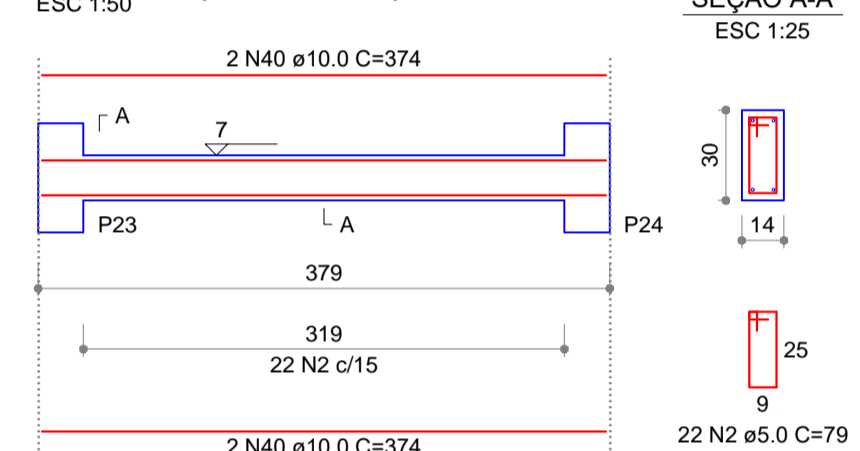 ESC 1:50
SEÇÃO A-A
ESC 1:25
2 N40 ø10.0 C=374
A
7
30
P23
A
P24
14
379
319
22 N2 c/15
25
9
22 N2 ø5.0 C=79
2 N40 ø10.0 C=374